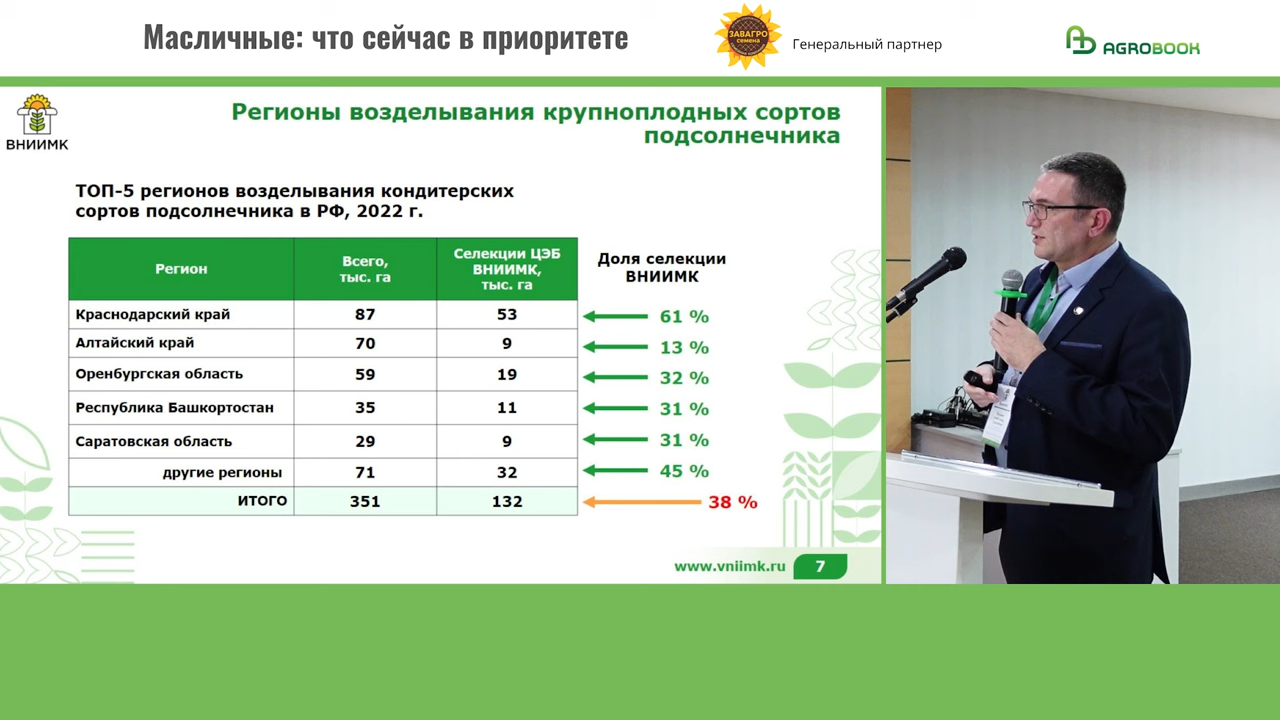 Масличные: что сейчас в приоритете
ЗАВАГРО
семена
Генеральный партнер
AGROBOOK
ВНИИМК
Регионы возделывания крупноплодных сортов
подсолнечника
ТОП-5 регионов возделывания кондитерских
сортов подсолнечника в РФ, 2022 г.
Регион
Всего,
тыс. га
Селекции ЦЭБ
ВНИИМК,
тыс. га
Доля селекции
ВНИИМК
Краснодарский край 87 53 61 %
Алтайский край 70 9 13 %
Оренбургская область 59 19 32 %
Республика Башкортостан 35 11 31 %
Саратовская область 29 9 31 %
другие регионы 71 32 45 %
ИТОГО 351 132 38 %
www.vniimk.ru 7